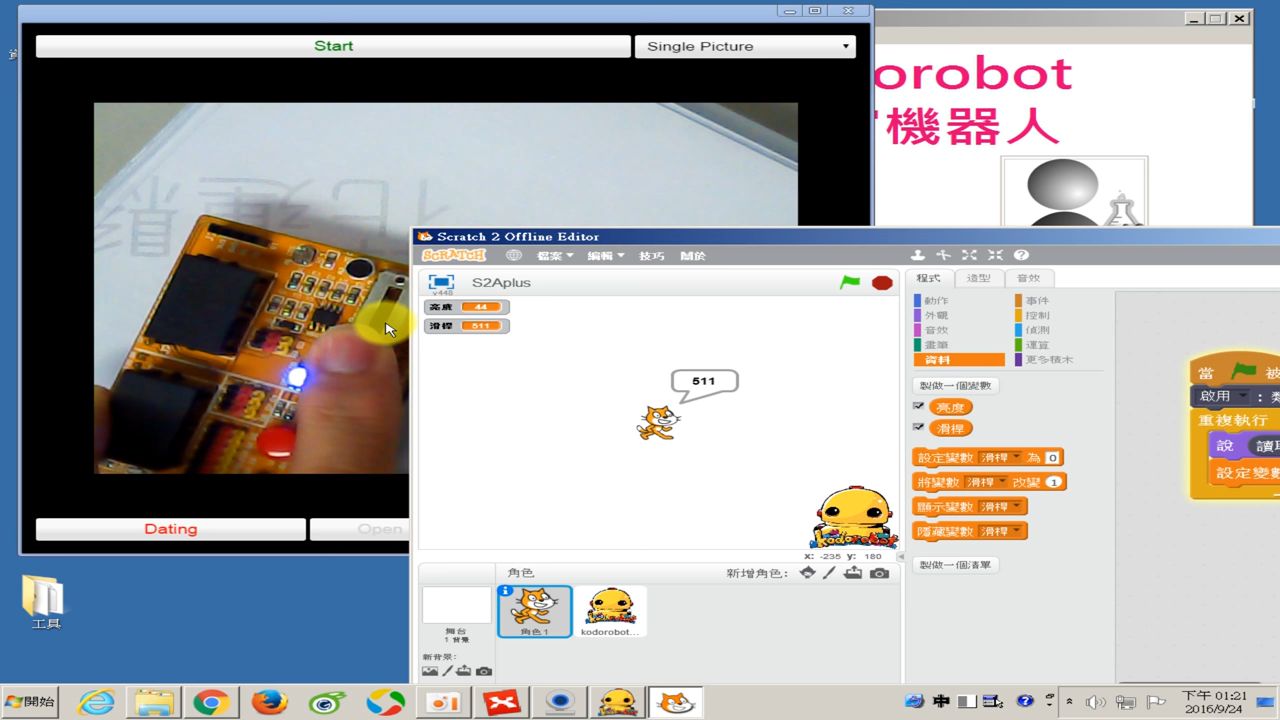 Start
Single Picture
orobot
機器人
Scratch 2 Offline Editor
SCRATCH
檔案
編輯
技巧
關於
S2Aplus
v448
程式
造型
音效
亮度 44
滑桿 511
動作
事件
外觀
控制
音效
偵測
畫筆
運算
資料
更多積木
511
製做一個變數
亮度
滑桿
設定變數 滑桿 為 0
將變數 滑桿 改變 1
顯示變數 滑桿
隱藏變數 滑桿
製做一個清單
當 被
啟用 :
重複執行
說 讀
設定變數
Dating
Open
kodorobot
x: -235 y: 180
角色
新增角色:
舞台
1 背景
新背景:
角色1
kodorobot...
工具
開始
中
下午 01:21
2016/9/24